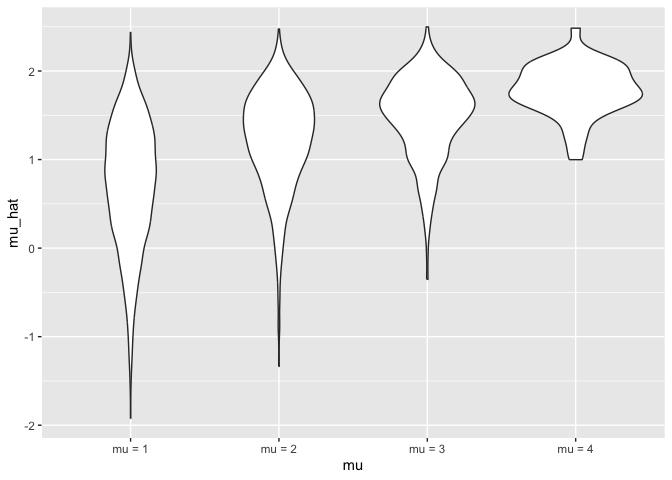 mu_hat
2
1
0
-1
-2
mu = 1 mu = 2 mu = 3 mu = 4
mu